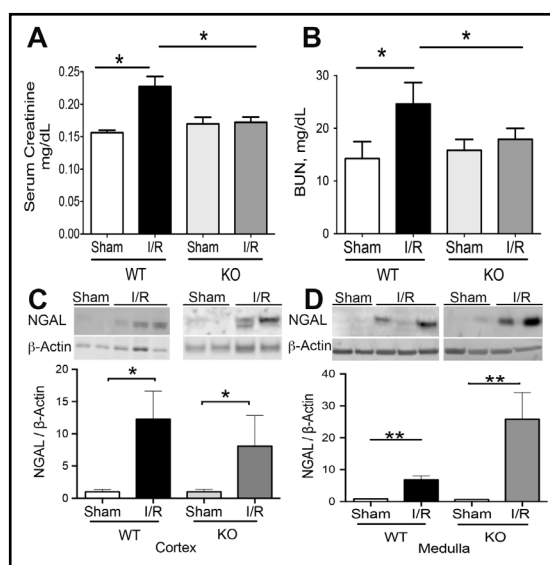 A
*
*
Serum Creatinine
mg/dL
0.25
0.20
0.15
0.10
0.05
0.00
Sham I/R Sham I/R
WT KO
B
*
*
BUN, mg/dL
30
20
10
0
Sham I/R Sham I/R
WT KO
C
Sham I/R Sham I/R
NGAL
β-Actin
NGAL / β-Actin
20
15
10
5
0
*
*
Sham I/R Sham I/R
WT KO
Cortex
D
Sham I/R Sham I/R
NGAL
β-Actin
NGAL / β-Actin
40
30
20
10
0
**
**
Sham I/R Sham I/R
WT KO
Medulla